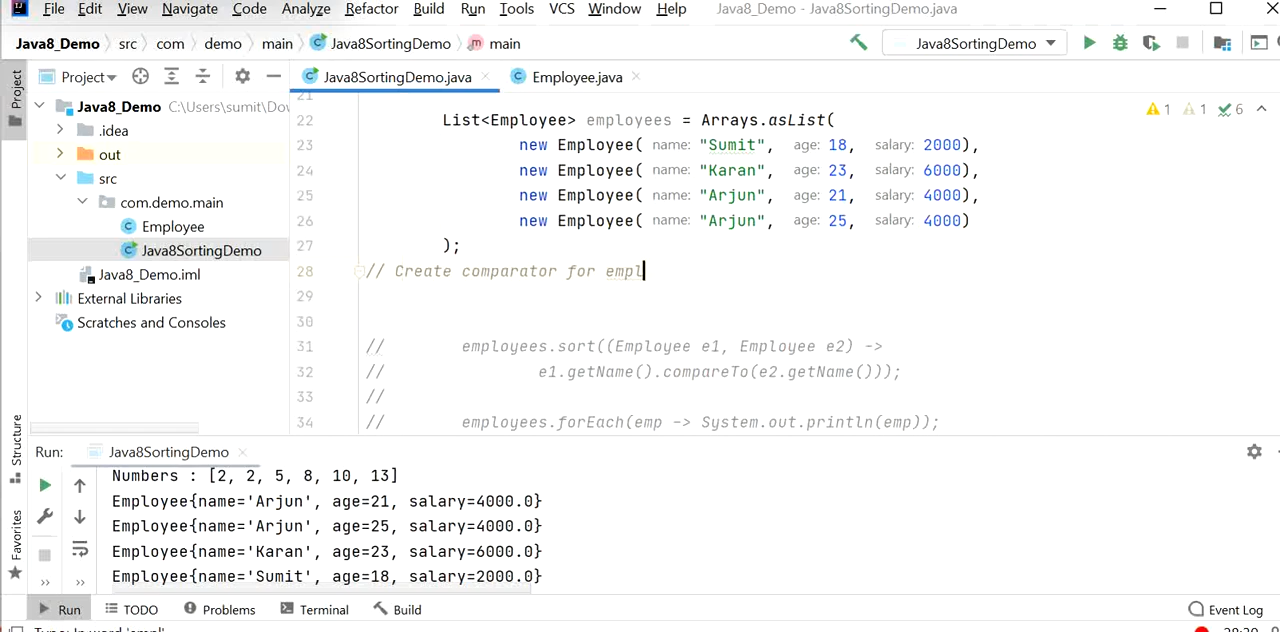 File Edit View Navigate Code Analyze Refactor Build Run Tools VCS Window Help Java8_Demo - Java8SortingDemo.java
Java8_Demo src com demo main Java8SortingDemo main Java8SortingDemo
Project Project Java8SortingDemo.java Employee.java
Java8_Demo C:\Users\sumit\Dov
.idea
out
src
com.demo.main
Employee
Java8SortingDemo
Java8_Demo.iml
External Libraries
Scratches and Consoles
21
1 1 6
22 List<Employee> employees = Arrays.asList(
23 new Employee( name: "Sumit", age: 18, salary: 2000),
24 new Employee( name: "Karan", age: 23, salary: 6000),
25 new Employee( name: "Arjun", age: 21, salary: 4000),
26 new Employee( name: "Arjun", age: 25, salary: 4000)
27 );
28 // Create comparator for empl
29
30
31 // employees.sort((Employee e1, Employee e2) ->
32 // e1.getName().compareTo(e2.getName()));
33 //
34 // employees.forEach(emp -> System.out.println(emp));
Structure
Favorites
Run: Java8SortingDemo
Numbers : [2, 2, 5, 8, 10, 13]
Employee{name='Arjun', age=21, salary=4000.0}
Employee{name='Arjun', age=25, salary=4000.0}
Employee{name='Karan', age=23, salary=6000.0}
Employee{name='Sumit', age=18, salary=2000.0}
Run TODO Problems Terminal Build Event Log